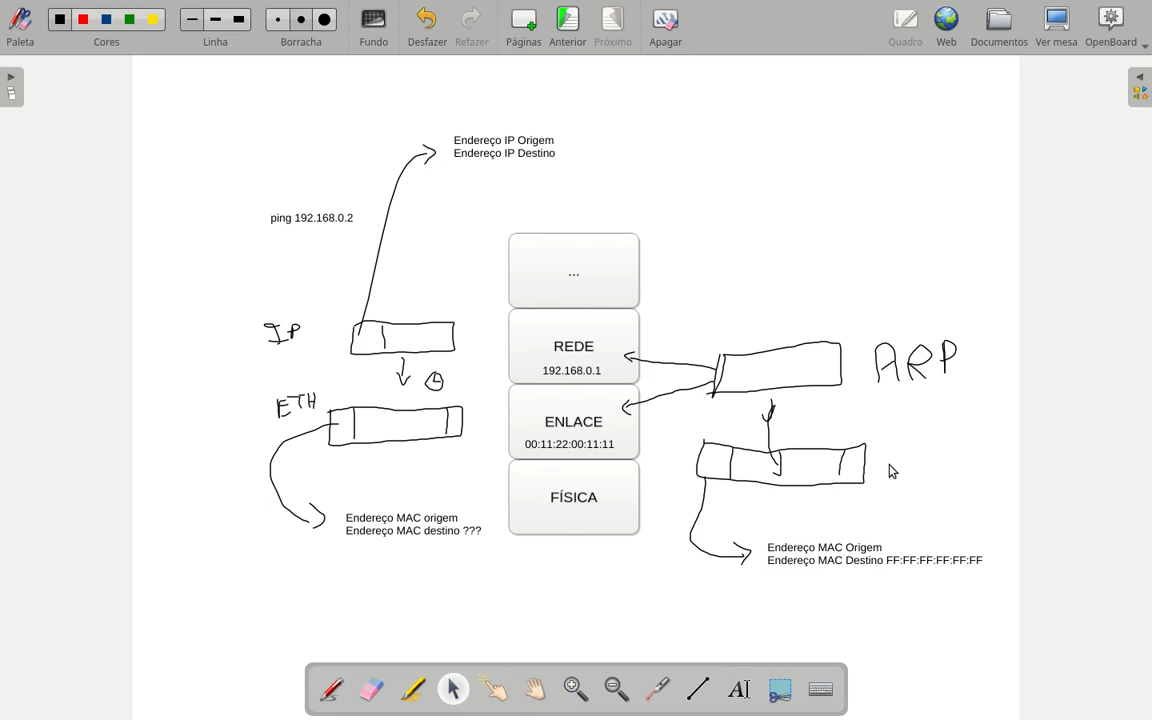 Paleta
Cores
Linha
Borracha
Fundo
Desfazer
Refazer
Páginas
Anterior
Próximo
Apagar
Quadro
Web
Documentos
Ver mesa
OpenBoard
Endereço IP Origem
Endereço IP Destino
ping 192.168.0.2
...
IP
REDE
192.168.0.1
ARP
ETH
ENLACE
00:11:22:00:11:11
FÍSICA
Endereço MAC origem
Endereço MAC destino ???
Endereço MAC Origem
Endereço MAC Destino FF:FF:FF:FF:FF:FF